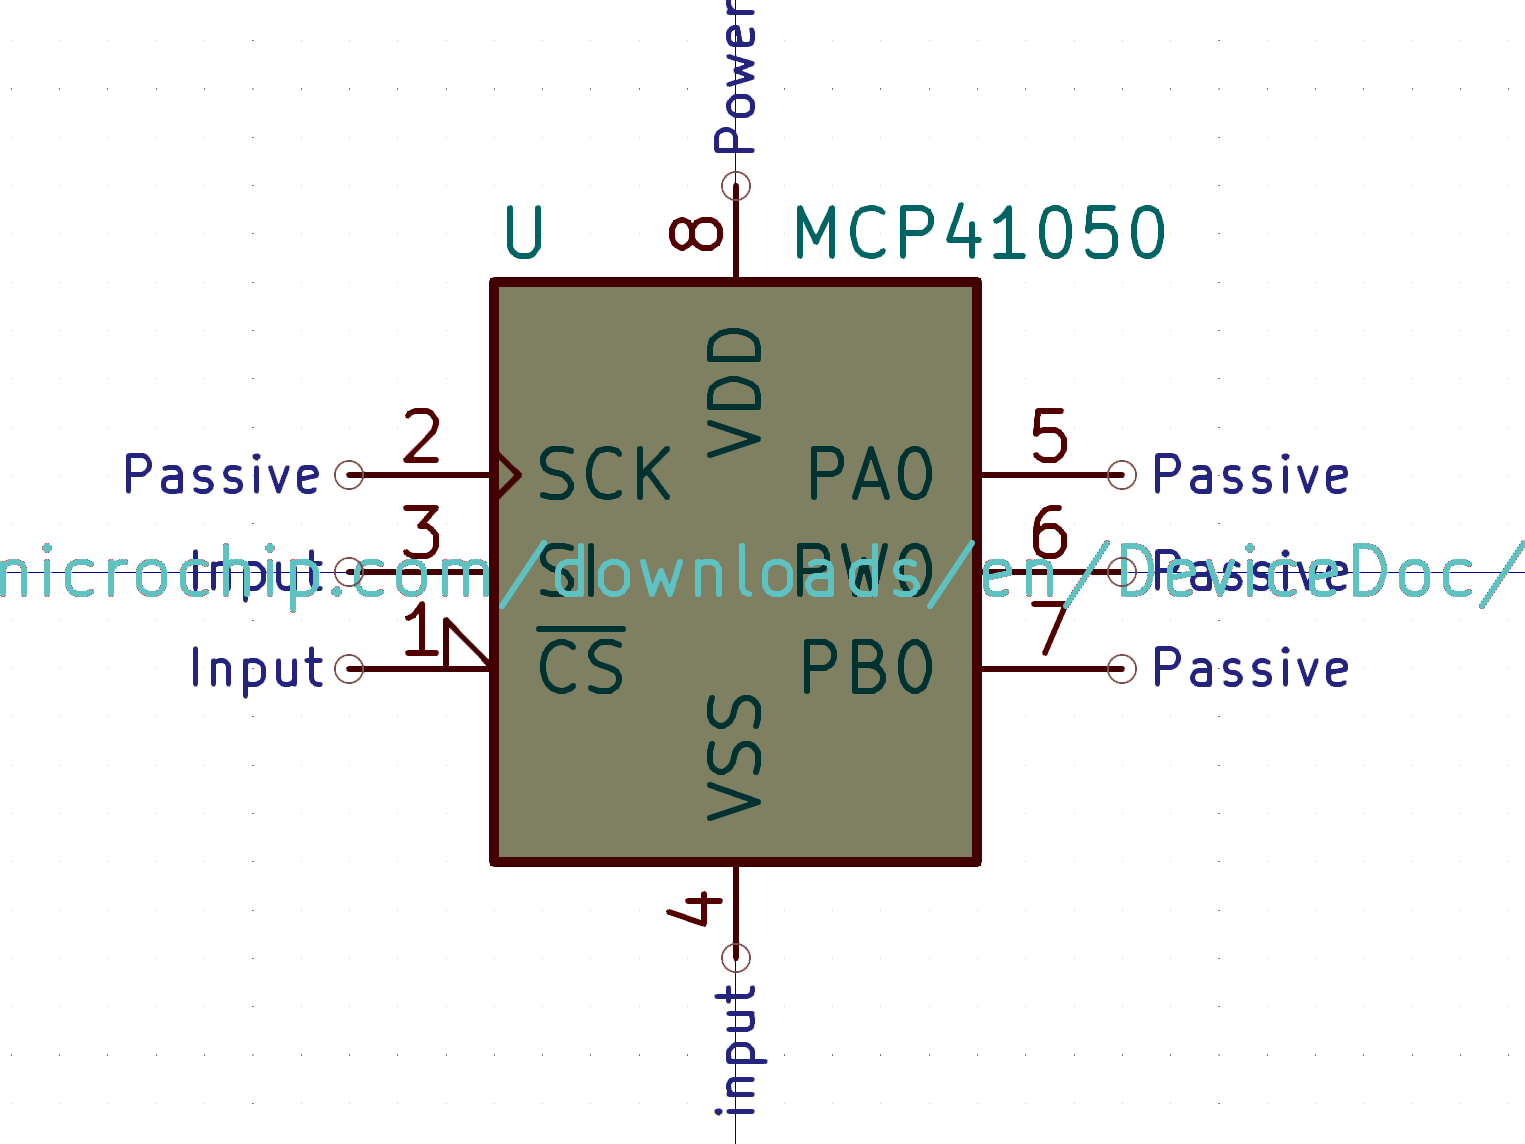 Power
U
8
MCP41050
VDD
2
5
Passive
SCK
PA0
Passive
3
6
Input
SI
PW0
Passive
nicrochip.com/downloads/en/DeviceDoc/
1
7
Input
CS
PB0
Passive
VSS
4
input